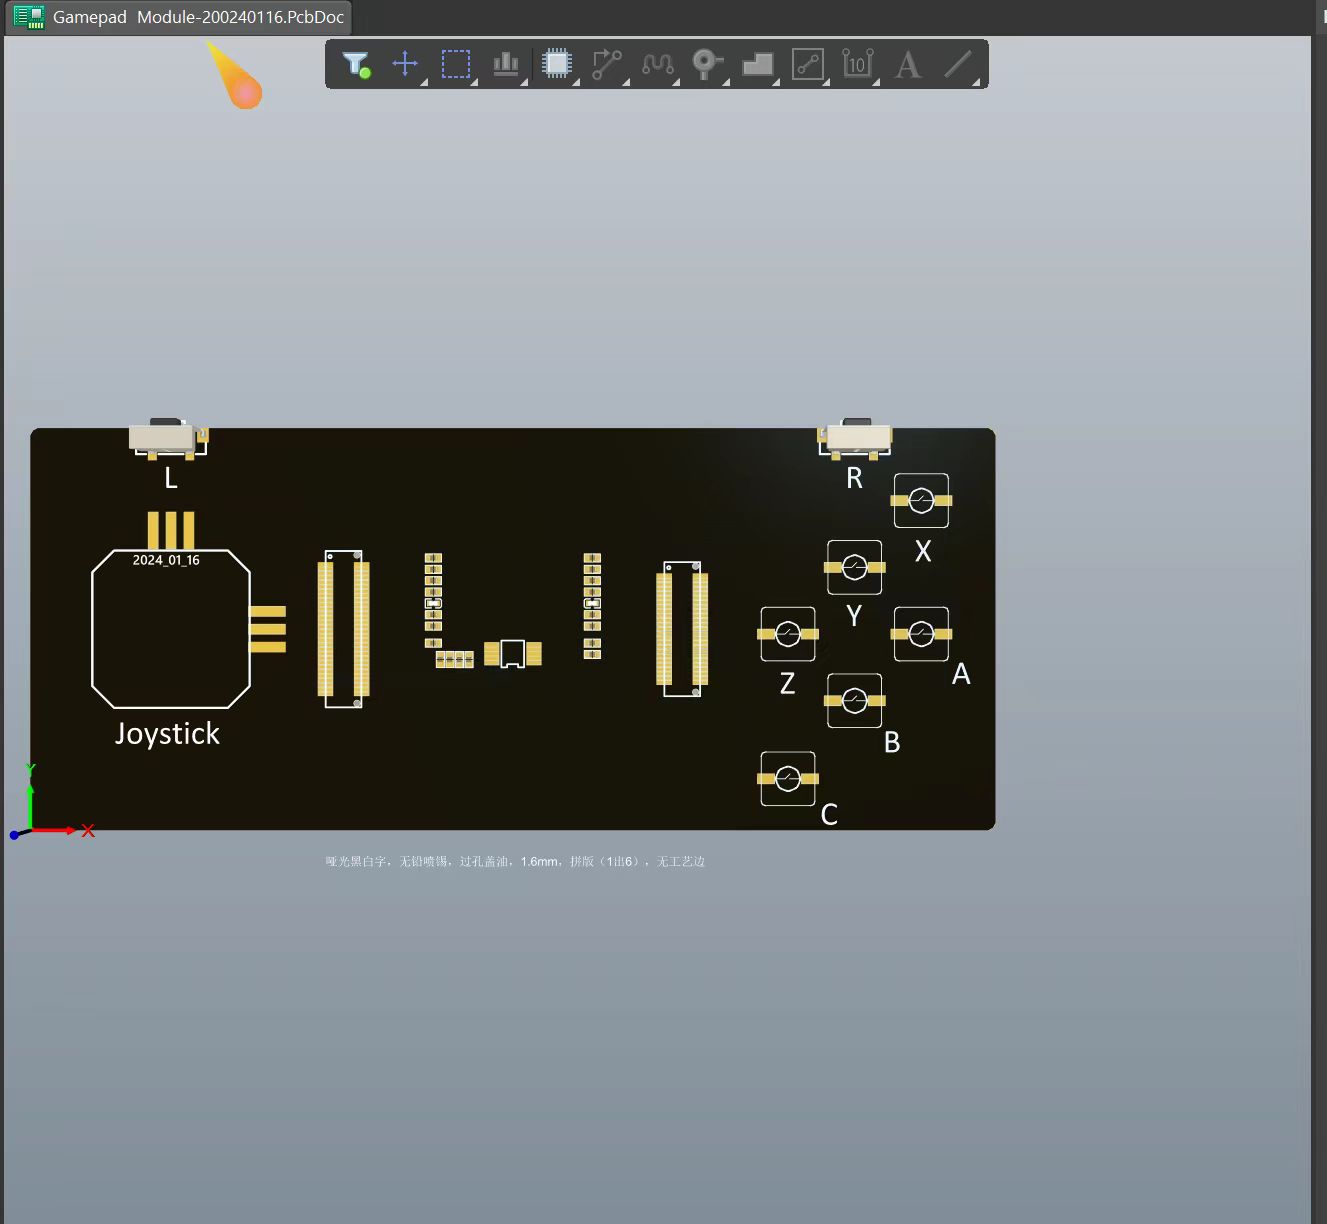 Gamepad Module-200240116.PcbDoc
10
A
L
R
X
2024_01_16
Y
Z
A
Joystick
B
C
Y
X
哑光黑白字，无铅喷锡，过孔盖油，1.6mm，拼版（1出6），无工艺边